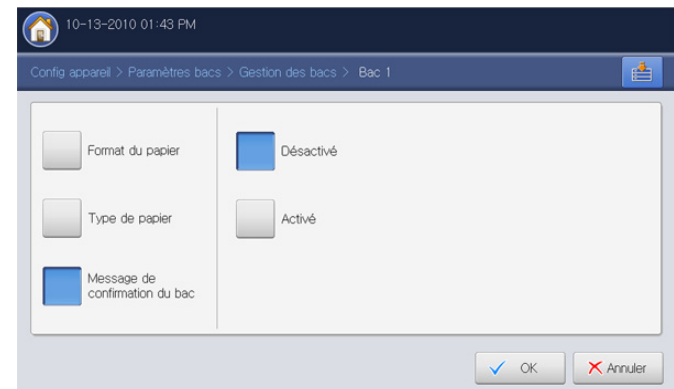 10-13-2010 01:43 PM
Config appareil > Paramètres bacs > Gestion des bacs > Bac 1
Format du papier
Type de papier
Message de
confirmation du bac
Désactivé
Activé
OK
Annuler